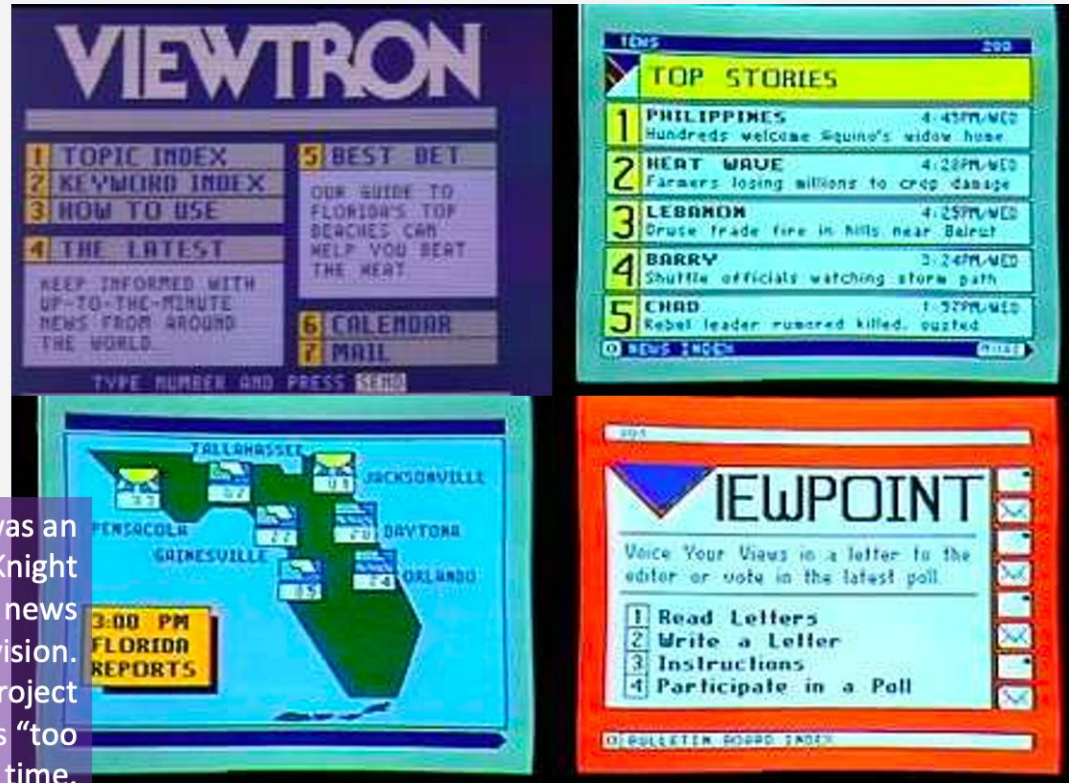 VIEWTRON
1 TOPIC INDEX
2 KEYWORD INDEX
3 HOW TO USE
4 THE LATEST
KEEP INFORMED WITH
UP-TO-THE-MINUTE
NEWS FROM AROUND
THE WORLD.
5 BEST BET
OUR GUIDE TO
FLORIDA'S TOP
BEACHES CAN
HELP YOU BEAT
THE HEAT.
6 CALENDAR
7 MAIL
TYPE NUMBER AND PRESS SEND
NEWS 200
TOP STORIES
1 PHILIPPINES 4:45PM/WED
Hundreds welcome Aquino's widow home
2 HEAT WAVE 4:28PM/WED
Farmers losing millions to crop damage
3 LEBANON 4:25PM/WED
Druse trade fire in hills near Beirut
4 BARRY 3:24PM/WED
Shuttle officials watching storm path
5 CHAD 1:57PM/WED
Rebel leader rumored killed, ousted
0 NEWS INDEX MORE
TALLAHASSEE
JACKSONVILLE
PENSACOLA
DAYTONA
GAINESVILLE
ORLANDO
3:00 PM
FLORIDA
REPORTS
was an
Knight
news
vision.
roject
s "too
time.
VIEWPOINT
Voice Your Views in a letter to the
editor or vote in the latest poll.
1 Read Letters
2 Write a Letter
3 Instructions
4 Participate in a Poll
0 BULLETIN BOARD INDEX